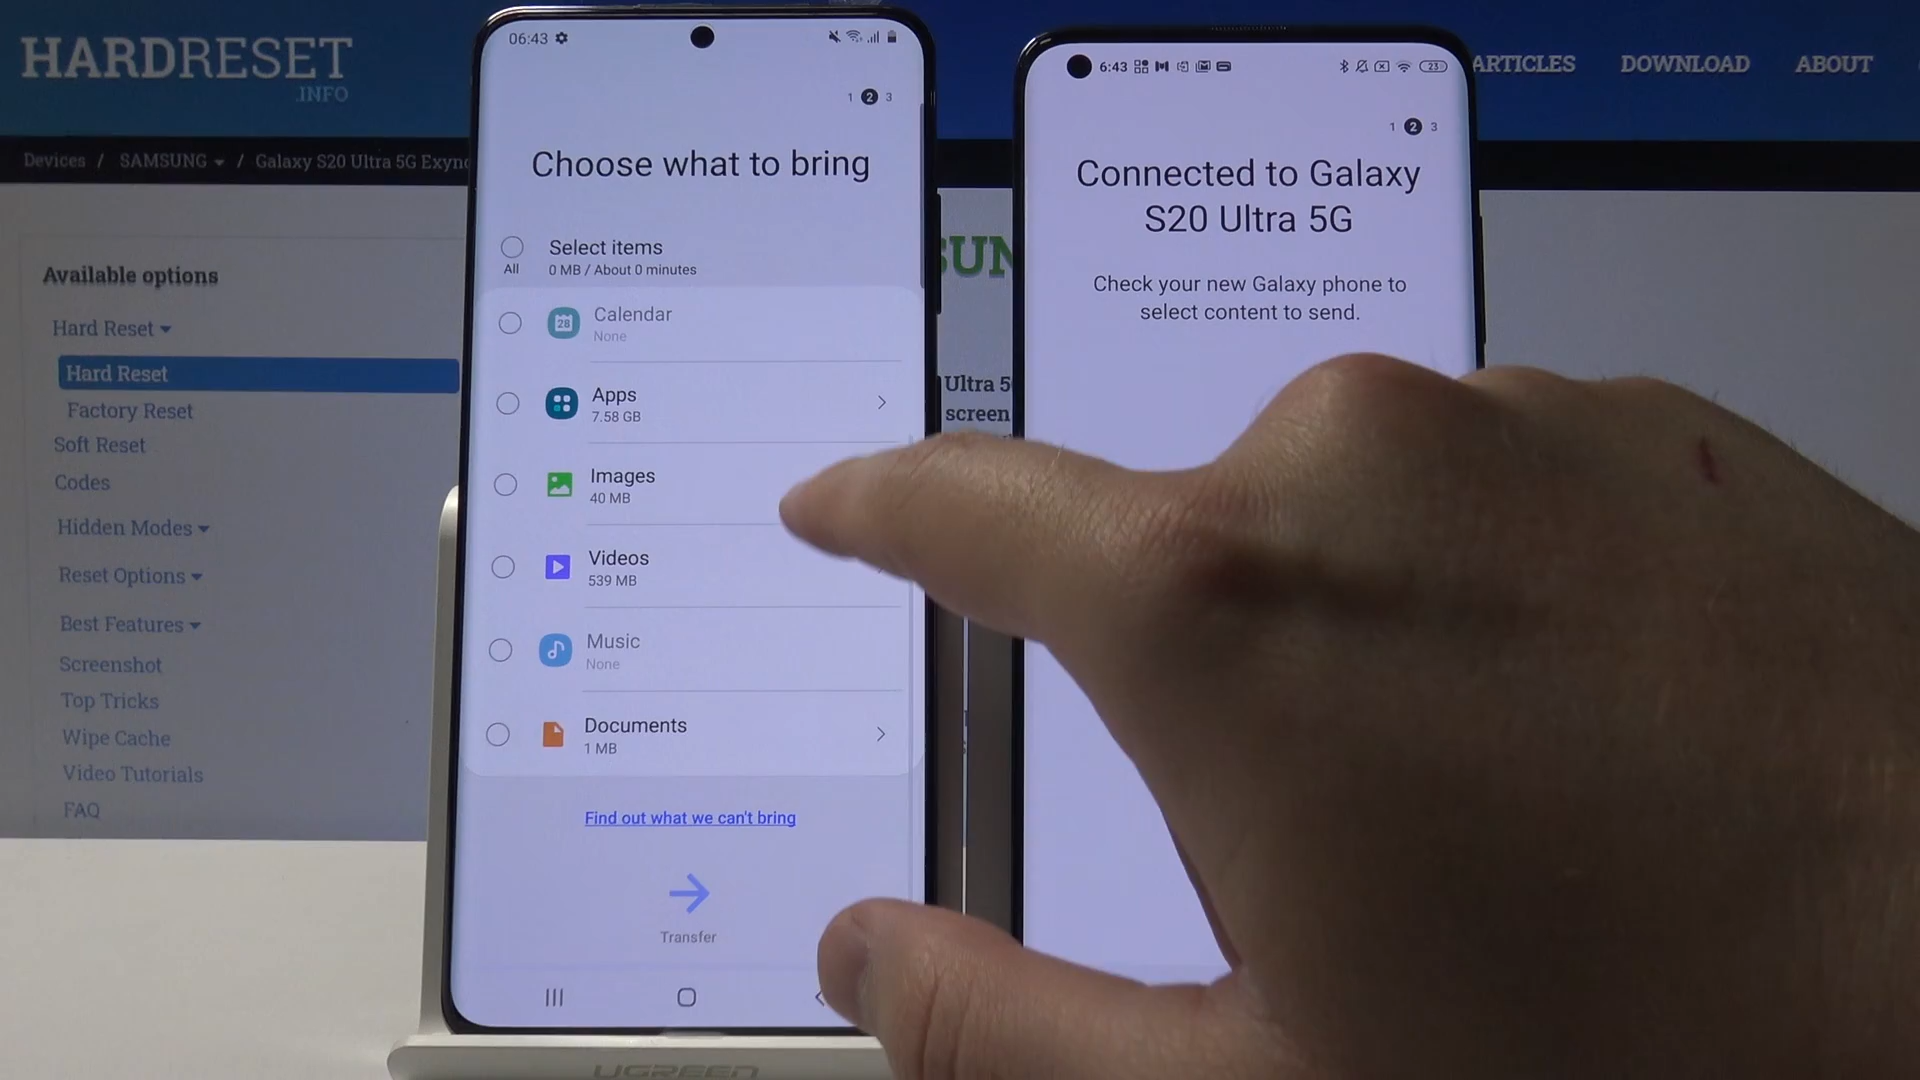 HARDRESET
.INFO
ARTICLES
DOWNLOAD
ABOUT
Devices / SAMSUNG / Galaxy S20 Ultra 5G
Available options
Hard Reset
Hard Reset
Factory Reset
Soft Reset
Codes
Hidden Modes
Reset Options
Best Features
Screenshot
Top Tricks
Wipe Cache
Video Tutorials
FAQ
06:43
1 2 3
Choose what to bring
Select items
All
0 MB / About 0 minutes
28
Calendar
None
Apps
7.58 GB
Images
40 MB
Videos
539 MB
Music
None
Documents
1 MB
Find out what we can't bring
Transfer
UGREEN
Ultra
screen
6:43
23
1 2 3
Connected to Galaxy
S20 Ultra 5G
Check your new Galaxy phone to
select content to send.